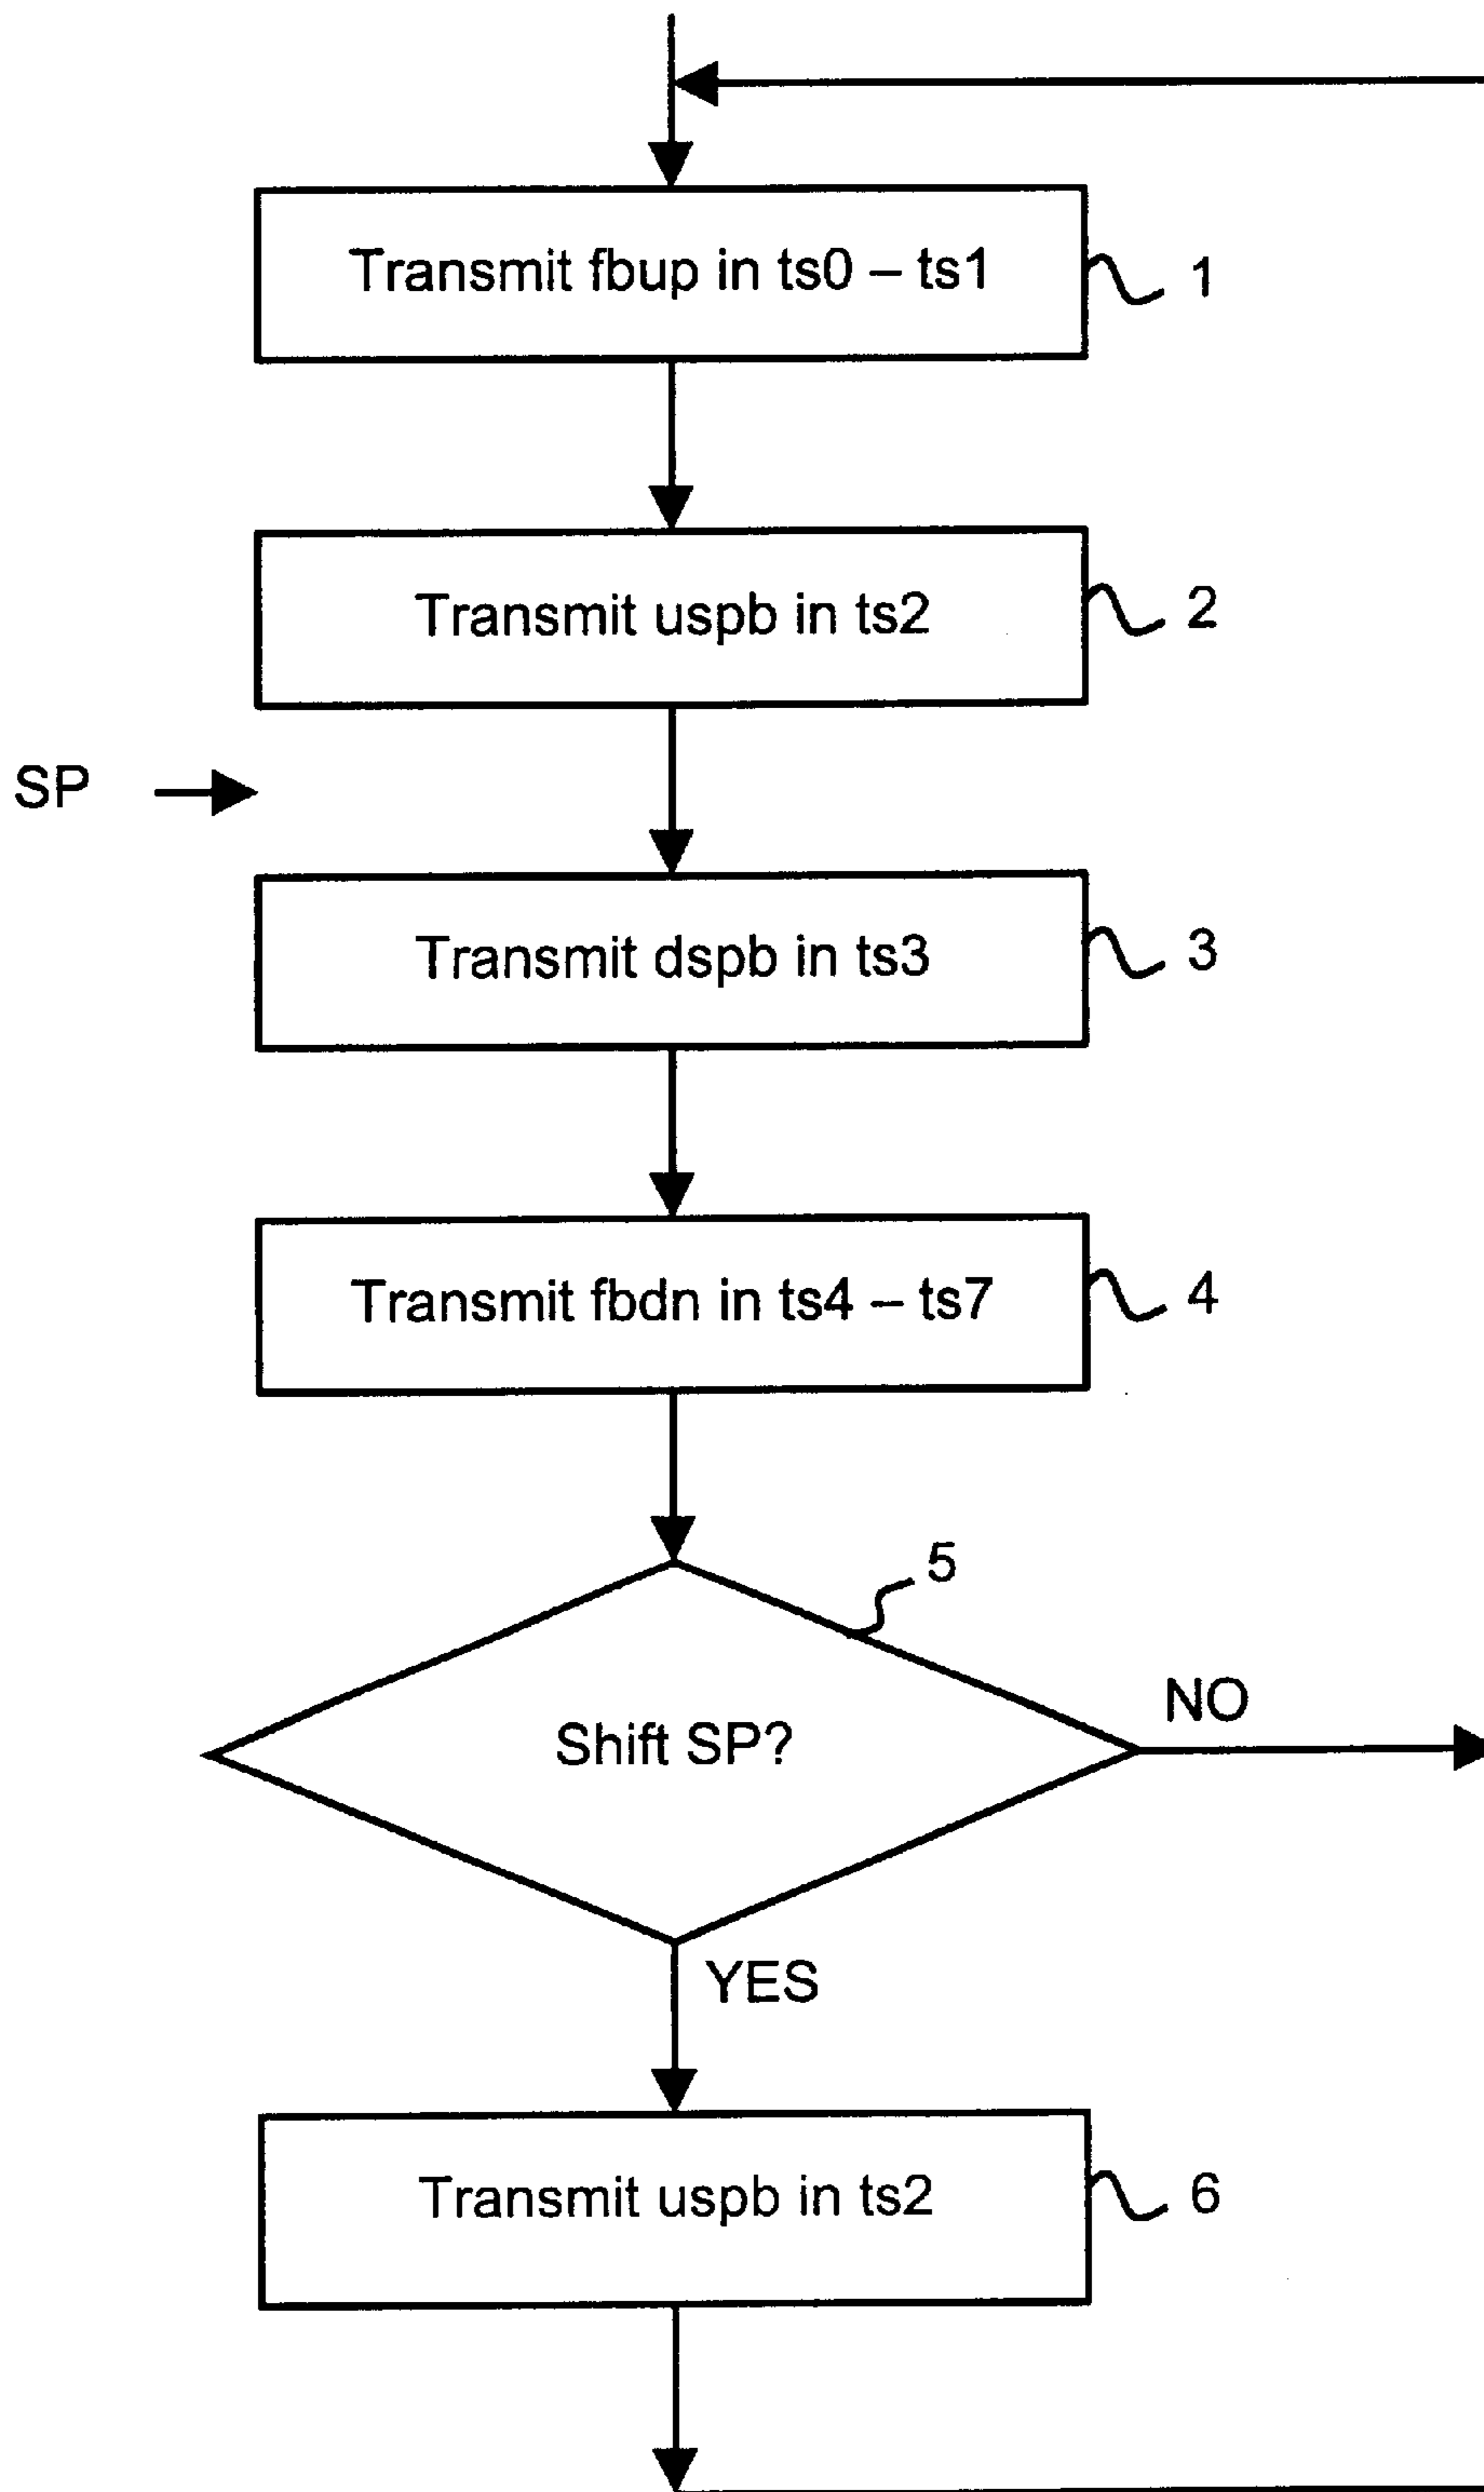 Transmit fbup in ts0 – ts1
1
Transmit uspb in ts2
2
SP
Transmit dspb in ts3
3
Transmit fbdn in ts4 – ts7
4
5
Shift SP?
NO
YES
Transmit uspb in ts2
6